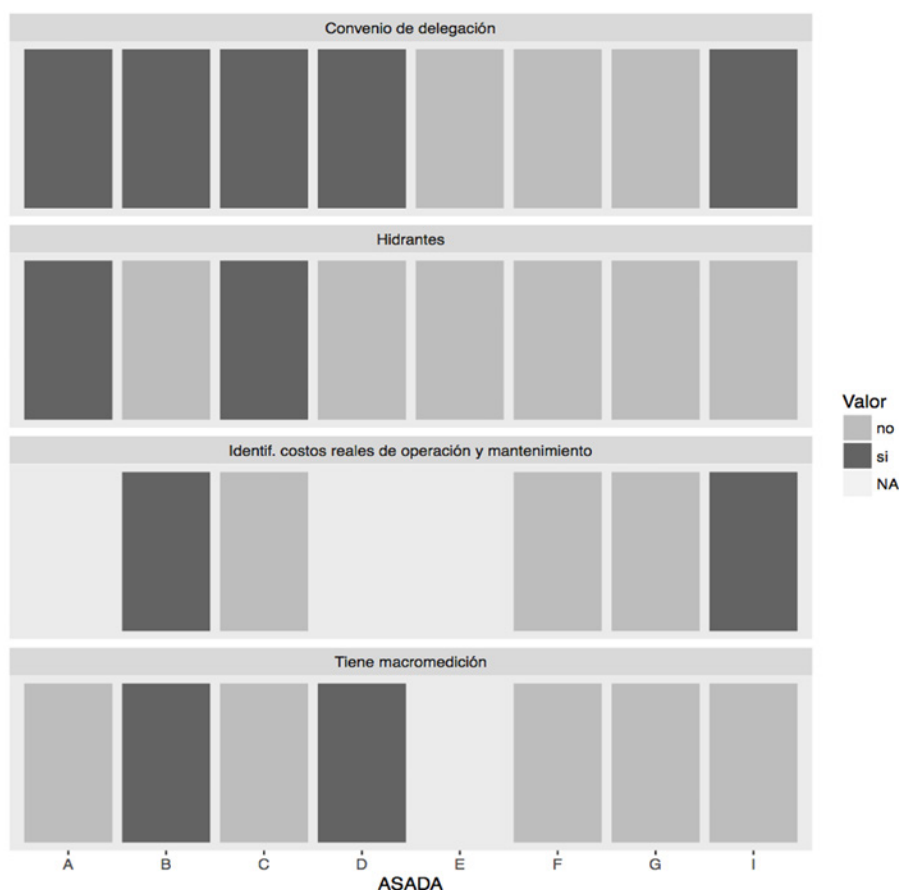 Convenio de delegación
Hidrantes
Identif. costos reales de operación y mantenimiento
Tiene macromedición
A B C D E F G I
ASADA
Valor
no
si
NA